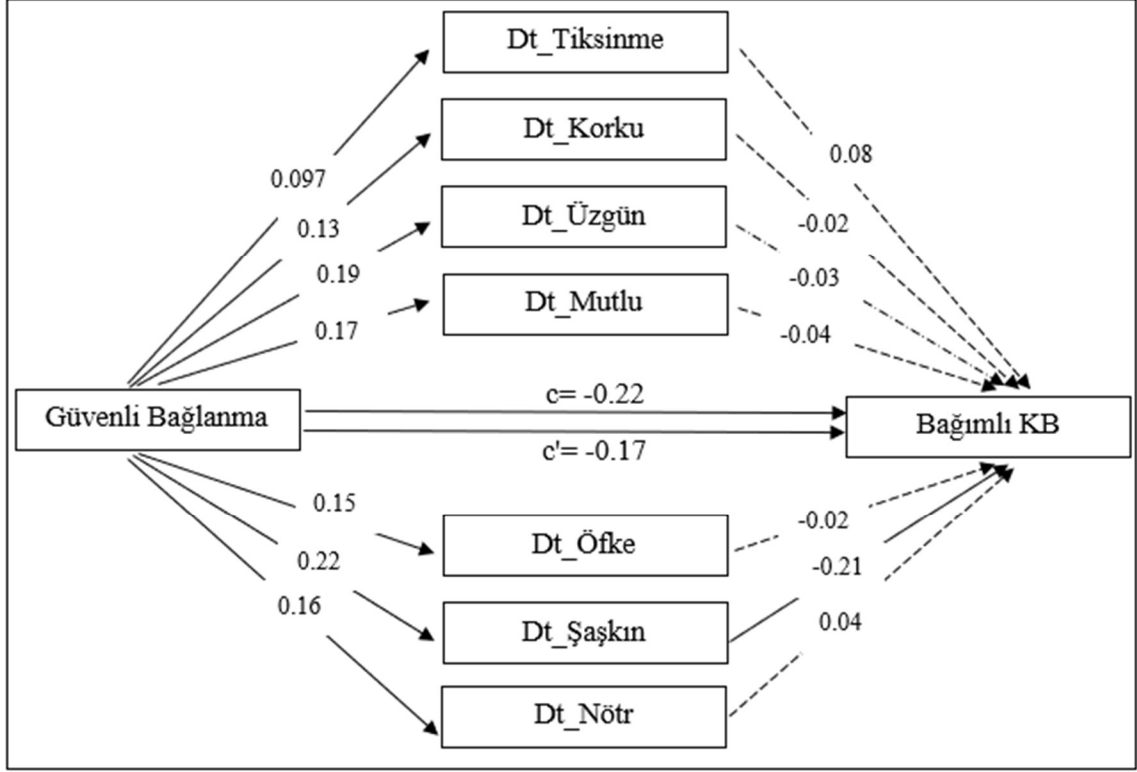 Dt_Tiksinme
Dt_Korku
0.08
0.097
Dt_Üzgün
0.13
-0.02
0.19
-0.03
Dt_Mutlu
0.17
-0.04
c= -0.22
Güvenli Bağlanma
Bağımlı KB
c'= -0.17
0.15
-0.02
Dt_Öfke
0.22
-0.21
0.16
0.04
Dt_Şaşkın
Dt_Nötr